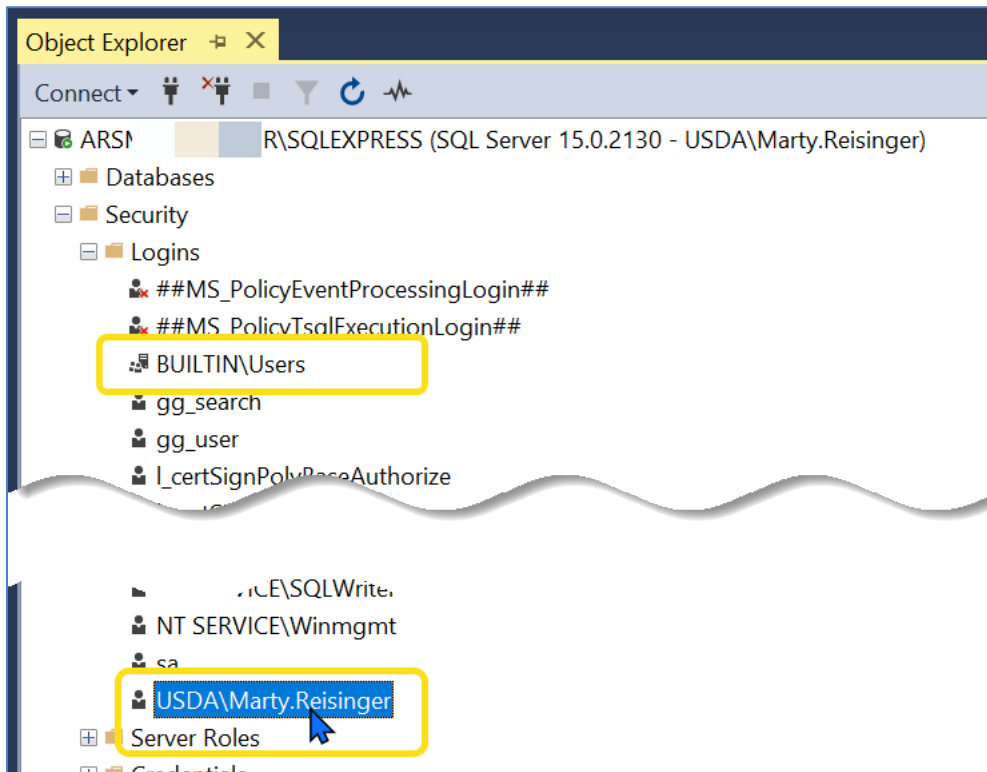 Object Explorer
Connect
ARSM R\SQLEXPRESS (SQL Server 15.0.2130 - USDA\Marty.Reisinger)
Databases
Security
Logins
##MS_PolicyEventProcessingLogin##
##MS_PolicyTsqlExecutionLogin##
BUILTIN\Users
gg_search
gg_user
l_certSignPolyBaseAuthorize
NT SERVICE\Winmgmt
sa
USDA\Marty.Reisinger
Server Roles
Credentials